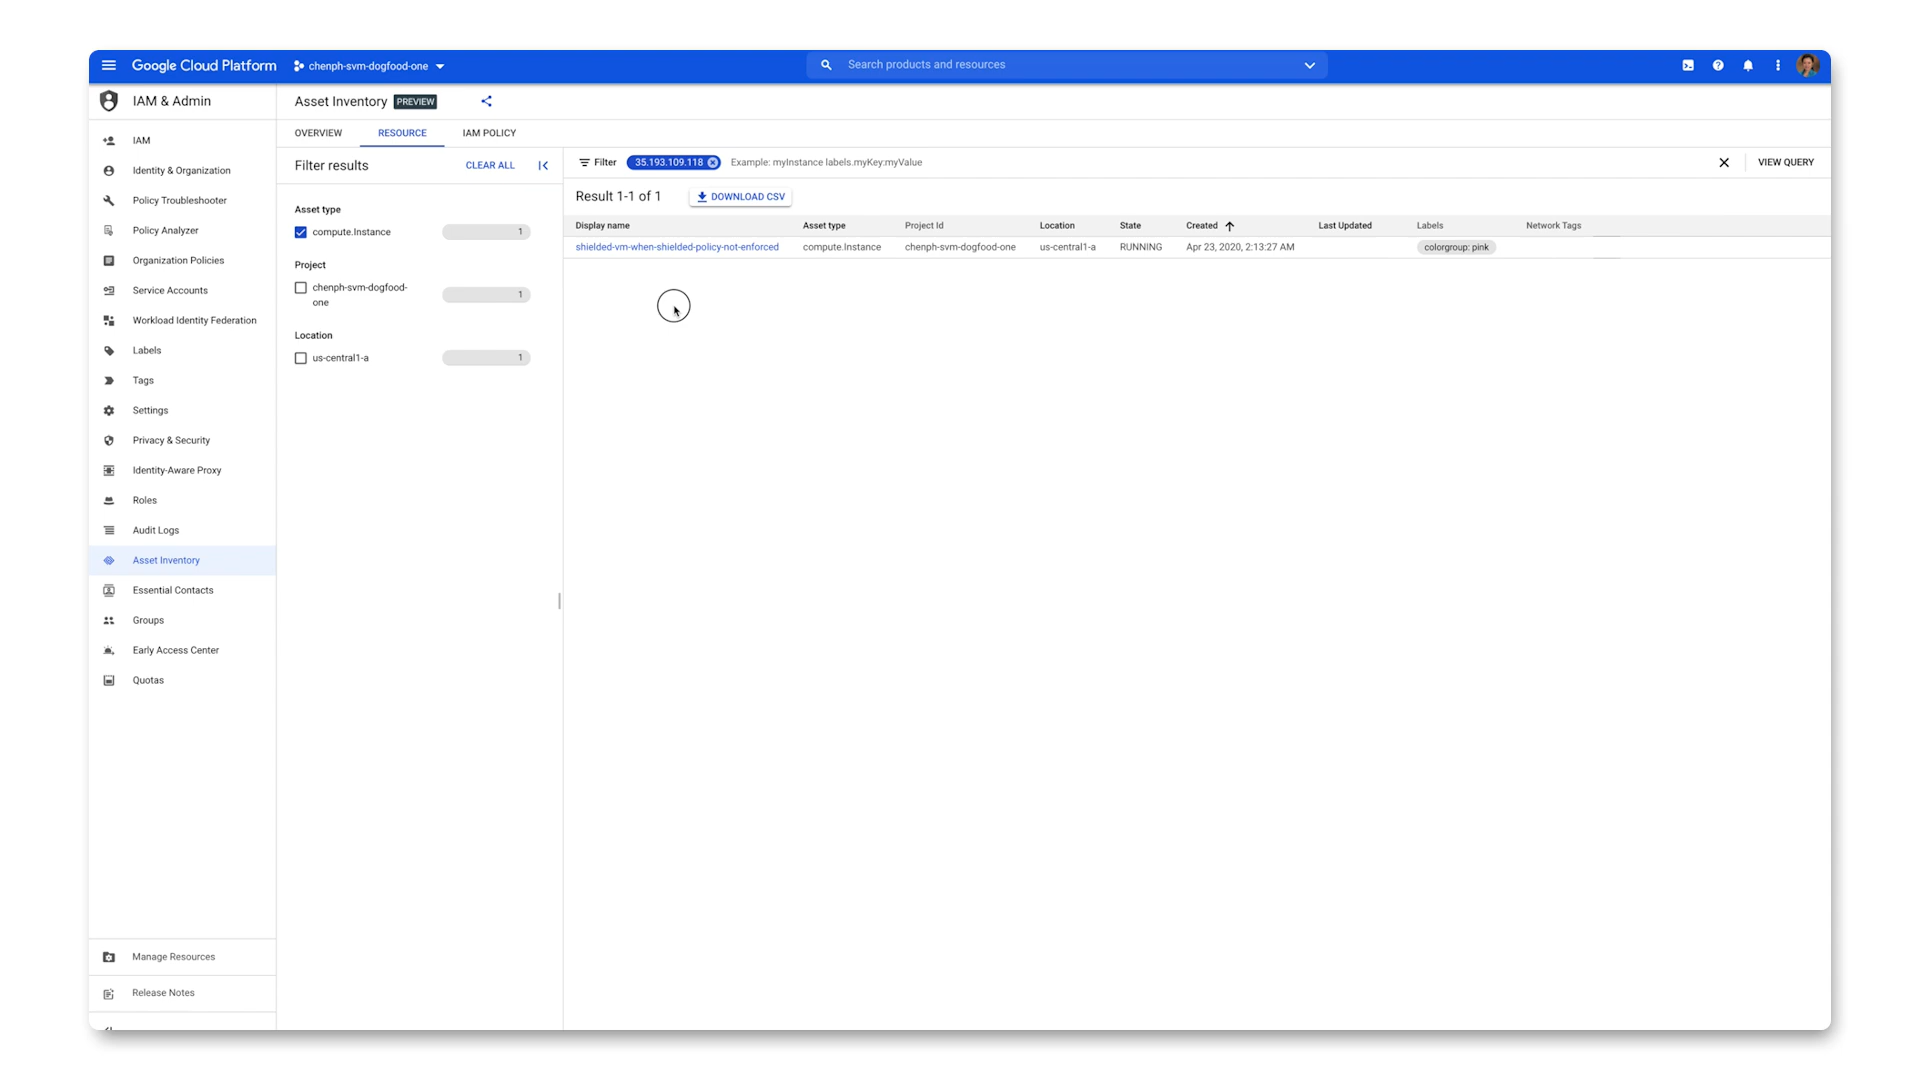 Google Cloud Platform
chenph-svm-dogfood-one
Search products and resources
IAM & Admin
IAM
Identity & Organization
Policy Troubleshooter
Policy Analyzer
Organization Policies
Service Accounts
Workload Identity Federation
Labels
Tags
Settings
Privacy & Security
Identity-Aware Proxy
Roles
Audit Logs
Asset Inventory
Essential Contacts
Groups
Early Access Center
Quotas
Manage Resources
Release Notes
Asset Inventory PREVIEW
OVERVIEW RESOURCE IAM POLICY
Filter results CLEAR ALL
Asset type
compute.Instance 1
Project
chenph-svm-dogfood-
one 1
Location
us-central1-a 1
Filter 35.193.109.118 Example: myInstance labels.myKey:myValue VIEW QUERY
Result 1-1 of 1 DOWNLOAD CSV
Display name Asset type Project Id Location State Created Last Updated Labels Network Tags
shielded-vm-when-shielded-policy-not-enforced compute.Instance chenph-svm-dogfood-one us-central1-a RUNNING Apr 23, 2020, 2:13:27 AM colorgroup: pink